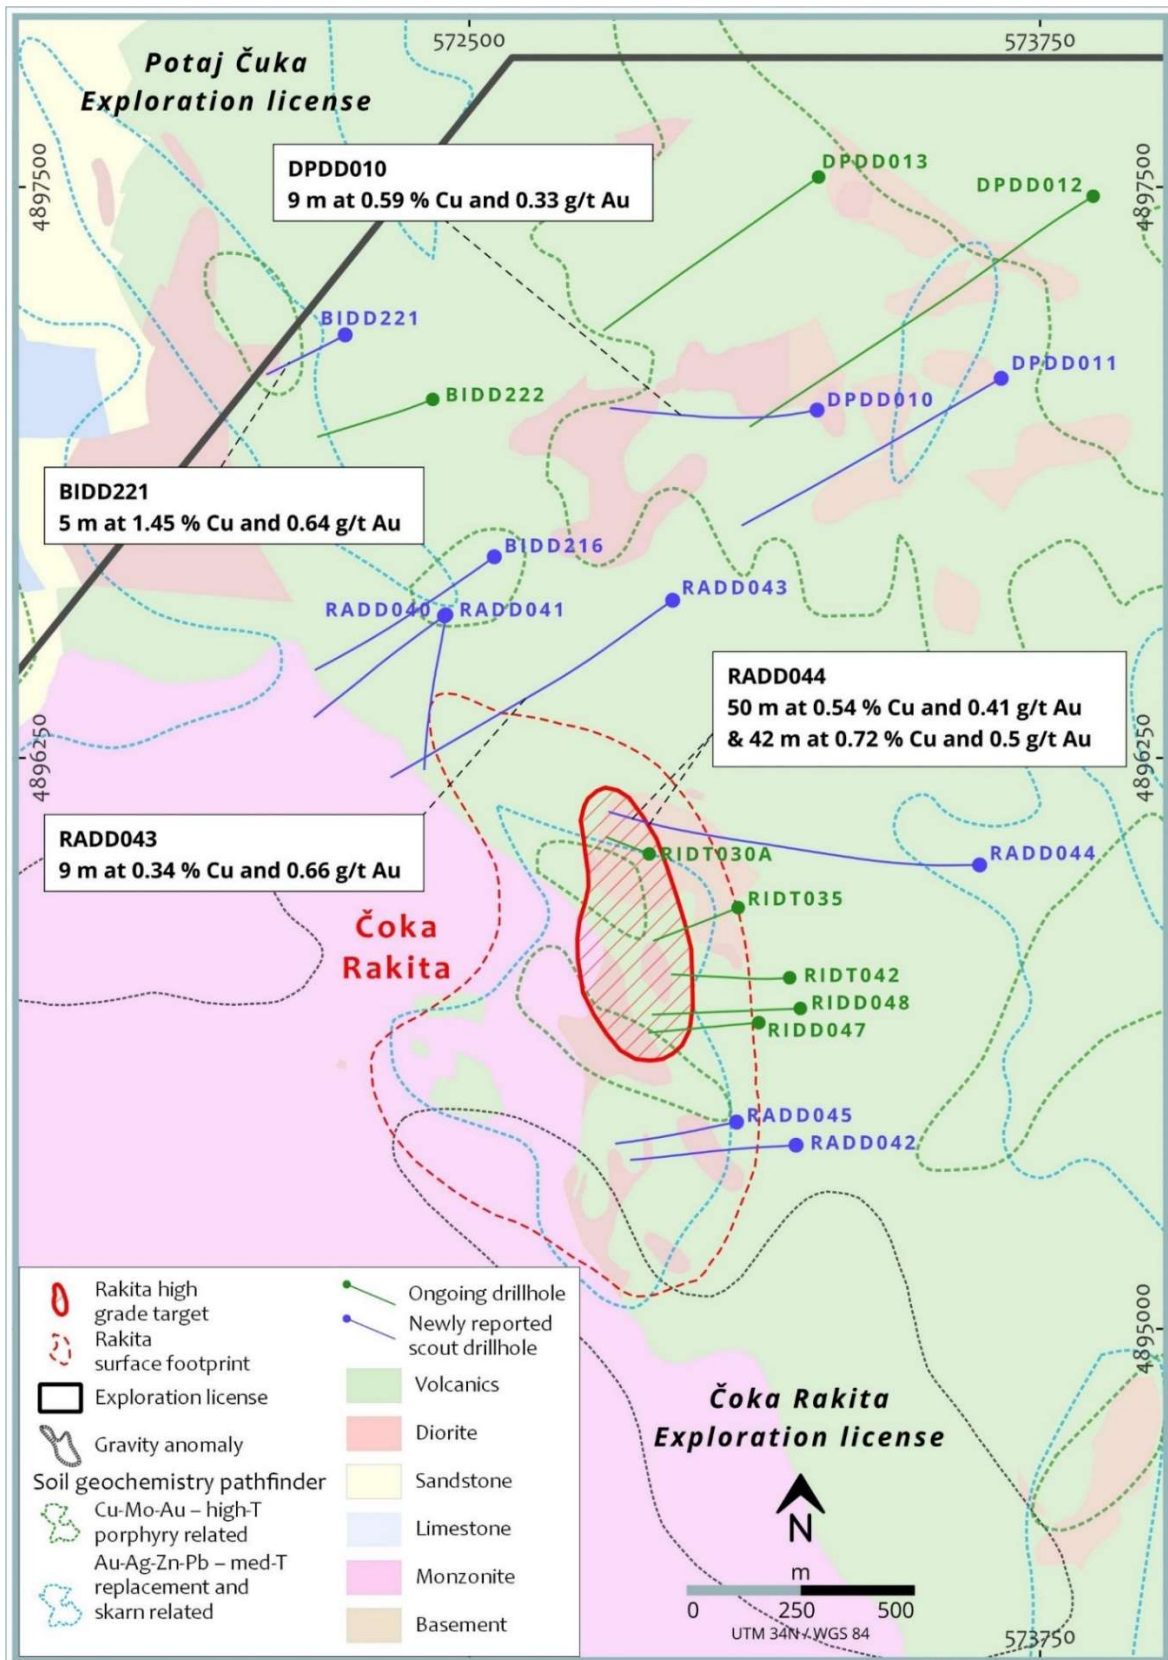 572500
573750
Potaj Čuka
Exploration license
4897500
4897500
DPDD010
9 m at 0.59 % Cu and 0.33 g/t Au
DPDD013
DPDD012
BIDD221
DPDD011
BIDD222
DPDD010
BIDD221
5 m at 1.45 % Cu and 0.64 g/t Au
BIDD216
RADD040
RADD041
RADD043
RADD044
50 m at 0.54 % Cu and 0.41 g/t Au
& 42 m at 0.72 % Cu and 0.5 g/t Au
4896250
4896250
RADD043
9 m at 0.34 % Cu and 0.66 g/t Au
RIDT030A
RADD044
RIDT035
Čoka
Rakita
RIDT042
RIDD048
RIDD047
RADD045
RADD042
Rakita high
grade target
Rakita
surface footprint
Exploration license
Gravity anomaly
Soil geochemistry pathfinder
Cu-Mo-Au – high-T
porphyry related
Au-Ag-Zn-Pb – med-T
replacement and
skarn related
Ongoing drillhole
Newly reported
scout drillhole
Volcanics
Diorite
Sandstone
Limestone
Monzonite
Basement
4895000
Čoka Rakita
Exploration license
N
m
0 250 500
UTM 34N / WGS 84
573750